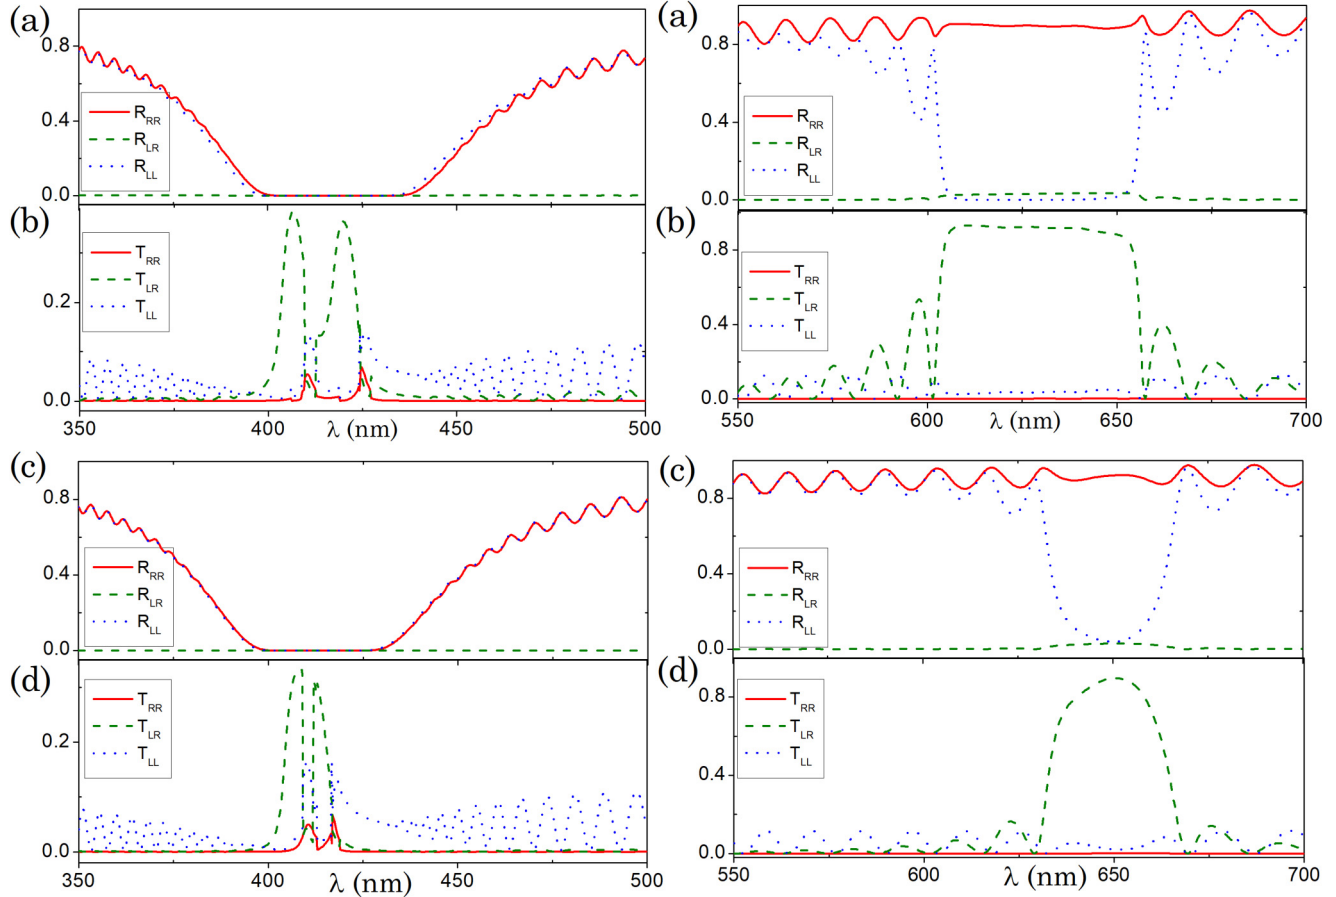 (a)
0.8
0.4
0.0
R_RR
R_LR
R_LL
(b)
0.2
0.0
T_RR
T_LR
T_LL
350 400 450 500
λ (nm)
(c)
0.8
0.4
0.0
R_RR
R_LR
R_LL
(d)
0.2
0.0
T_RR
T_LR
T_LL
350 400 450 500
λ (nm)
(a)
0.8
0.4
0.0
R_RR
R_LR
R_LL
(b)
0.8
0.4
0.0
T_RR
T_LR
T_LL
550 600 650 700
λ (nm)
(c)
0.8
0.4
0.0
R_RR
R_LR
R_LL
(d)
0.8
0.4
0.0
T_RR
T_LR
T_LL
550 600 650 700
λ (nm)